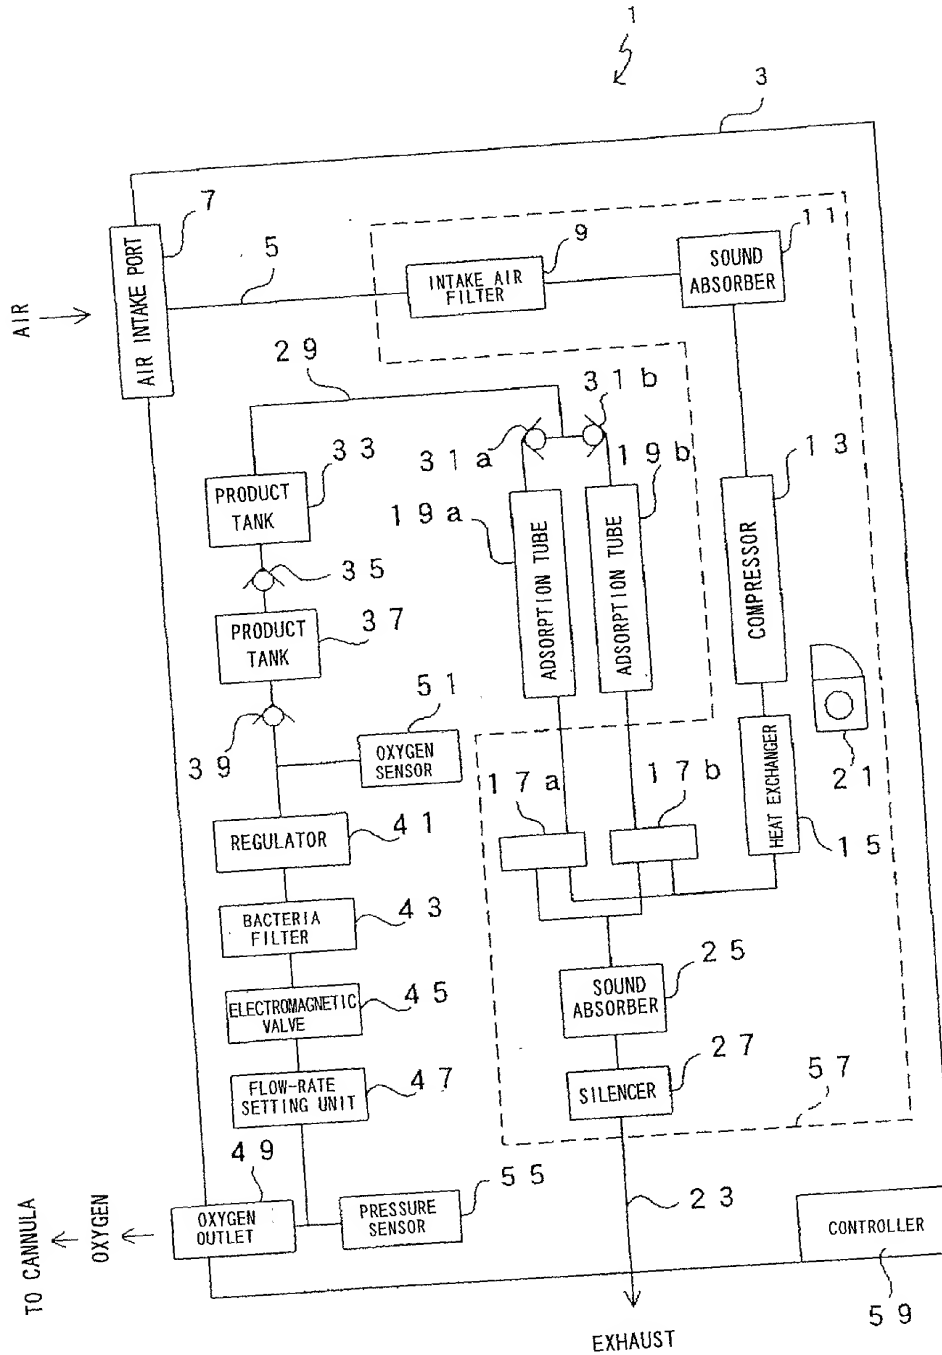 1
3
7
5
9
11
AIR INTAKE PORT
INTAKE AIR
FILTER
SOUND
ABSORBER
AIR
29
31b
31a
33
19b
13
PRODUCT
TANK
19a
ADSORPTION TUBE
ADSORPTION TUBE
COMPRESSOR
35
37
PRODUCT
TANK
51
39
OXYGEN
SENSOR
17a
17b
HEAT EXCHANGER
21
15
REGULATOR
41
BACTERIA
FILTER
43
SOUND
ABSORBER
25
ELECTROMAGNETIC
VALVE
45
27
57
FLOW-RATE
SETTING UNIT
47
SILENCER
49
55
23
TO CANNULA
OXYGEN
OXYGEN
OUTLET
PRESSURE
SENSOR
CONTROLLER
59
EXHAUST